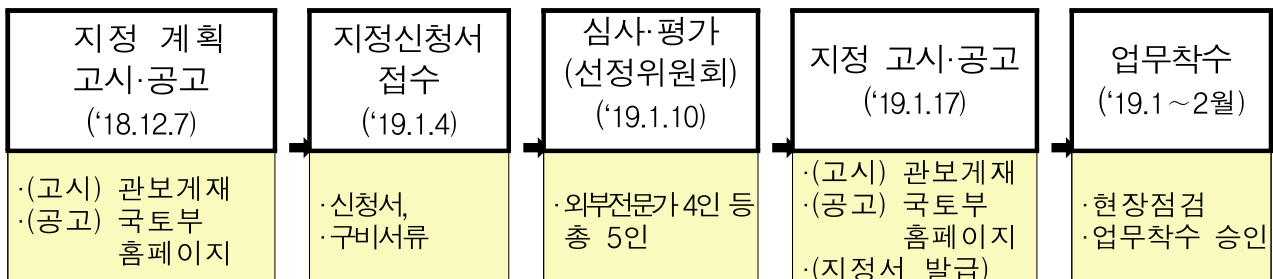 지정 계획
고시·공고
(‘18.12.7)
·(고시) 관보게재
·(공고) 국토부
홈페이지
지정신청서
접수
(‘19.1.4)
·신청서,
·구비서류
심사·평가
(선정위원회)
(‘19.1.10)
·외부전문가 4인 등
총 5인
지정 고시·공고
(‘19.1.17)
·(고시) 관보게재
·(공고) 국토부
홈페이지
·(지정서 발급)
업무착수
(‘19.1～2월)
·현장점검
·업무착수 승인